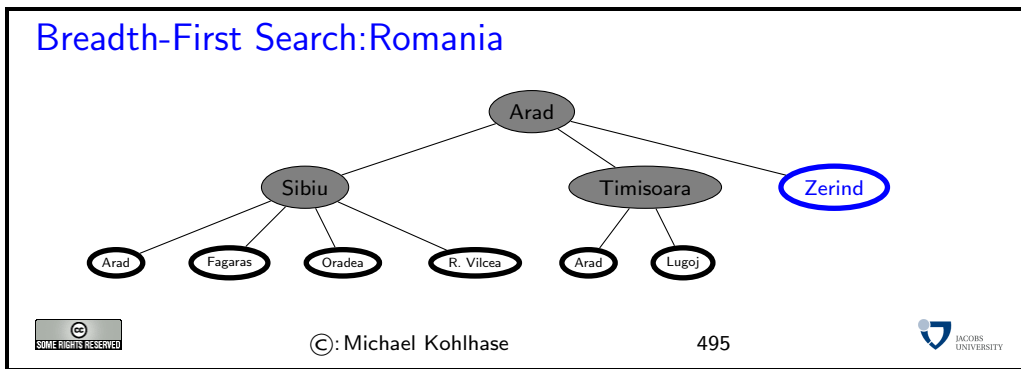 Breadth-First Search:Romania
Arad
Sibiu Timisoara Zerind
Arad Fagaras Oradea R. Vilcea Arad Lugoj
cc
SOME RIGHTS RESERVED
©: Michael Kohlhase
495
JACOBS
UNIVERSITY